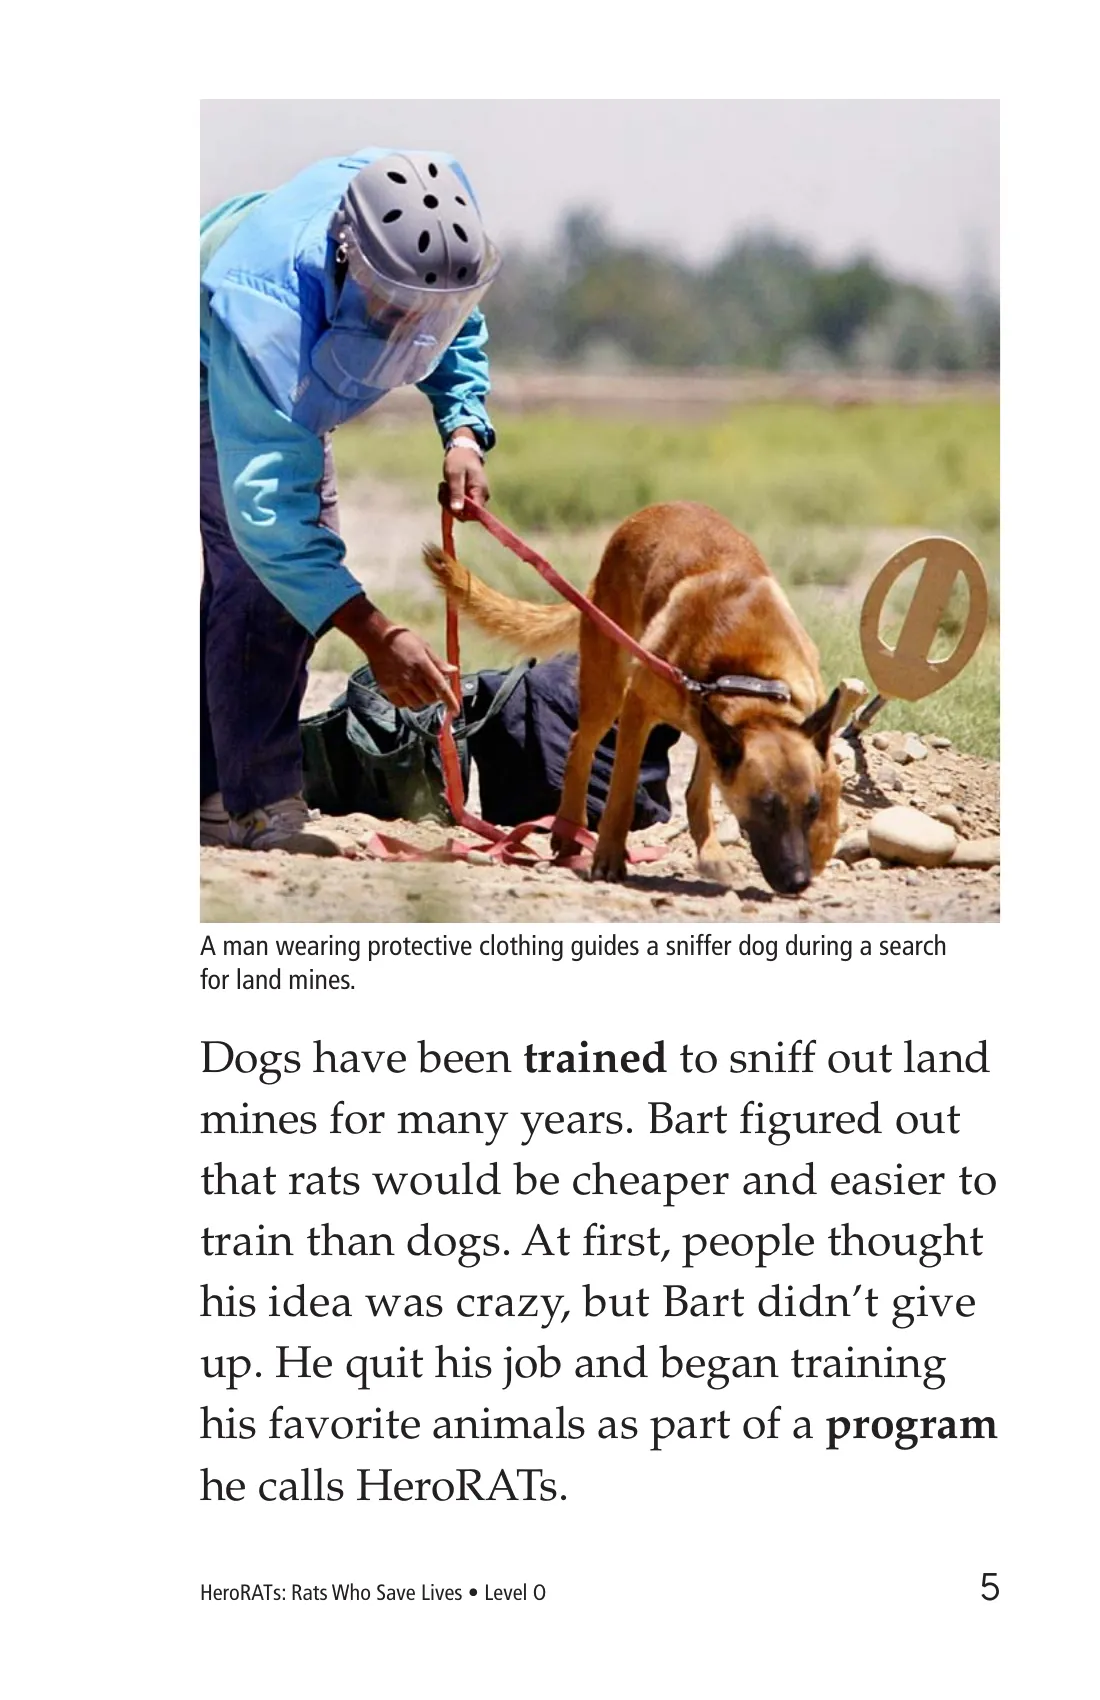 A man wearing protective clothing guides a sniffer dog during a search
for land mines.
Dogs have been trained to sniff out land
mines for many years. Bart figured out
that rats would be cheaper and easier to
train than dogs. At first, people thought
his idea was crazy, but Bart didn’t give
up. He quit his job and began training
his favorite animals as part of a program
he calls HeroRATs.
HeroRATs: Rats Who Save Lives • Level O
5